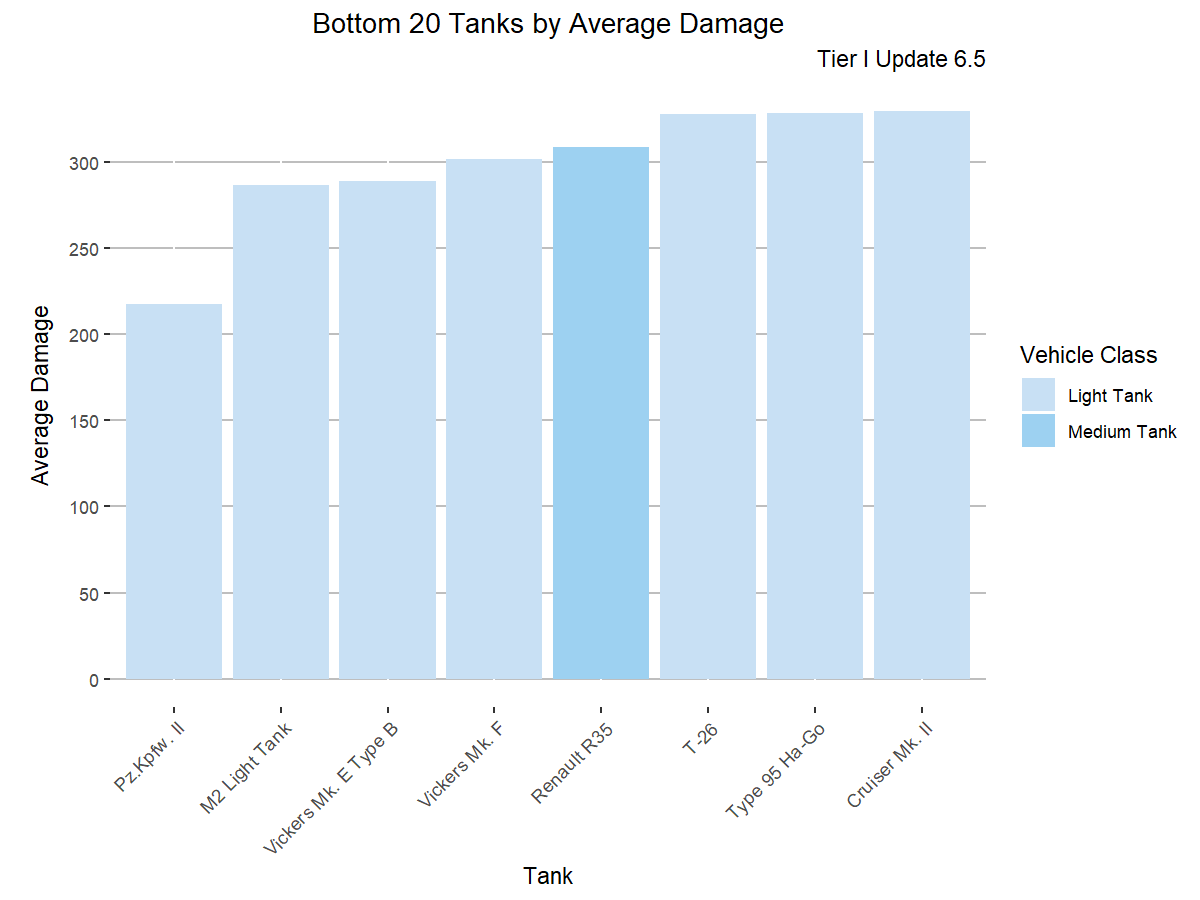 Bottom 20 Tanks by Average Damage
Tier I Update 6.5
Average Damage
300
250
200
150
100
50
0
Pz.Kpfw. II
M2 Light Tank
Vickers Mk. E Type B
Vickers Mk. F
Renault R35
T-26
Type 95 Ha-Go
Cruiser Mk. II
Tank
Vehicle Class
Light Tank
Medium Tank